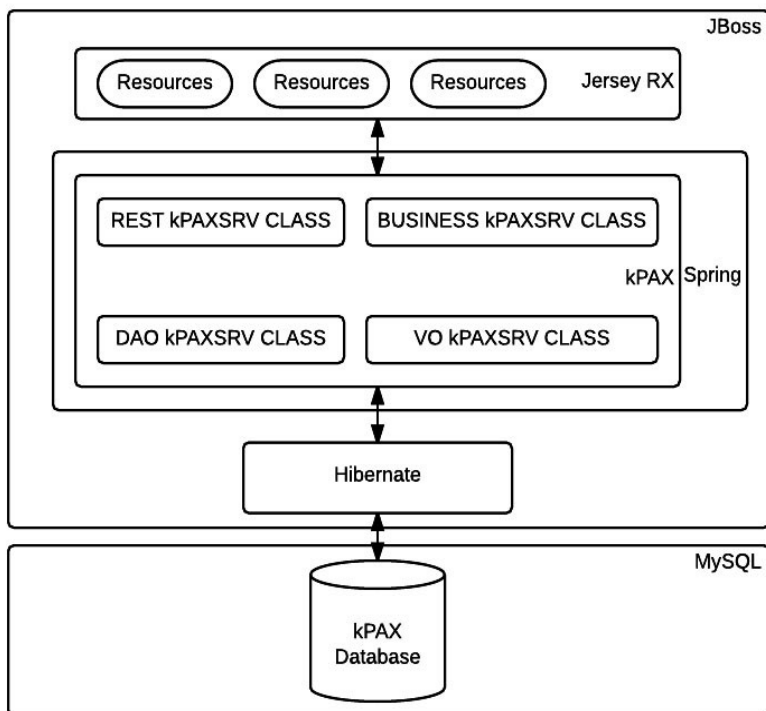 JBoss
Resources
Resources
Resources
Jersey RX
REST kPAXSRV CLASS
BUSINESS kPAXSRV CLASS
kPAX
Spring
DAO kPAXSRV CLASS
VO kPAXSRV CLASS
Hibernate
MySQL
kPAX
Database